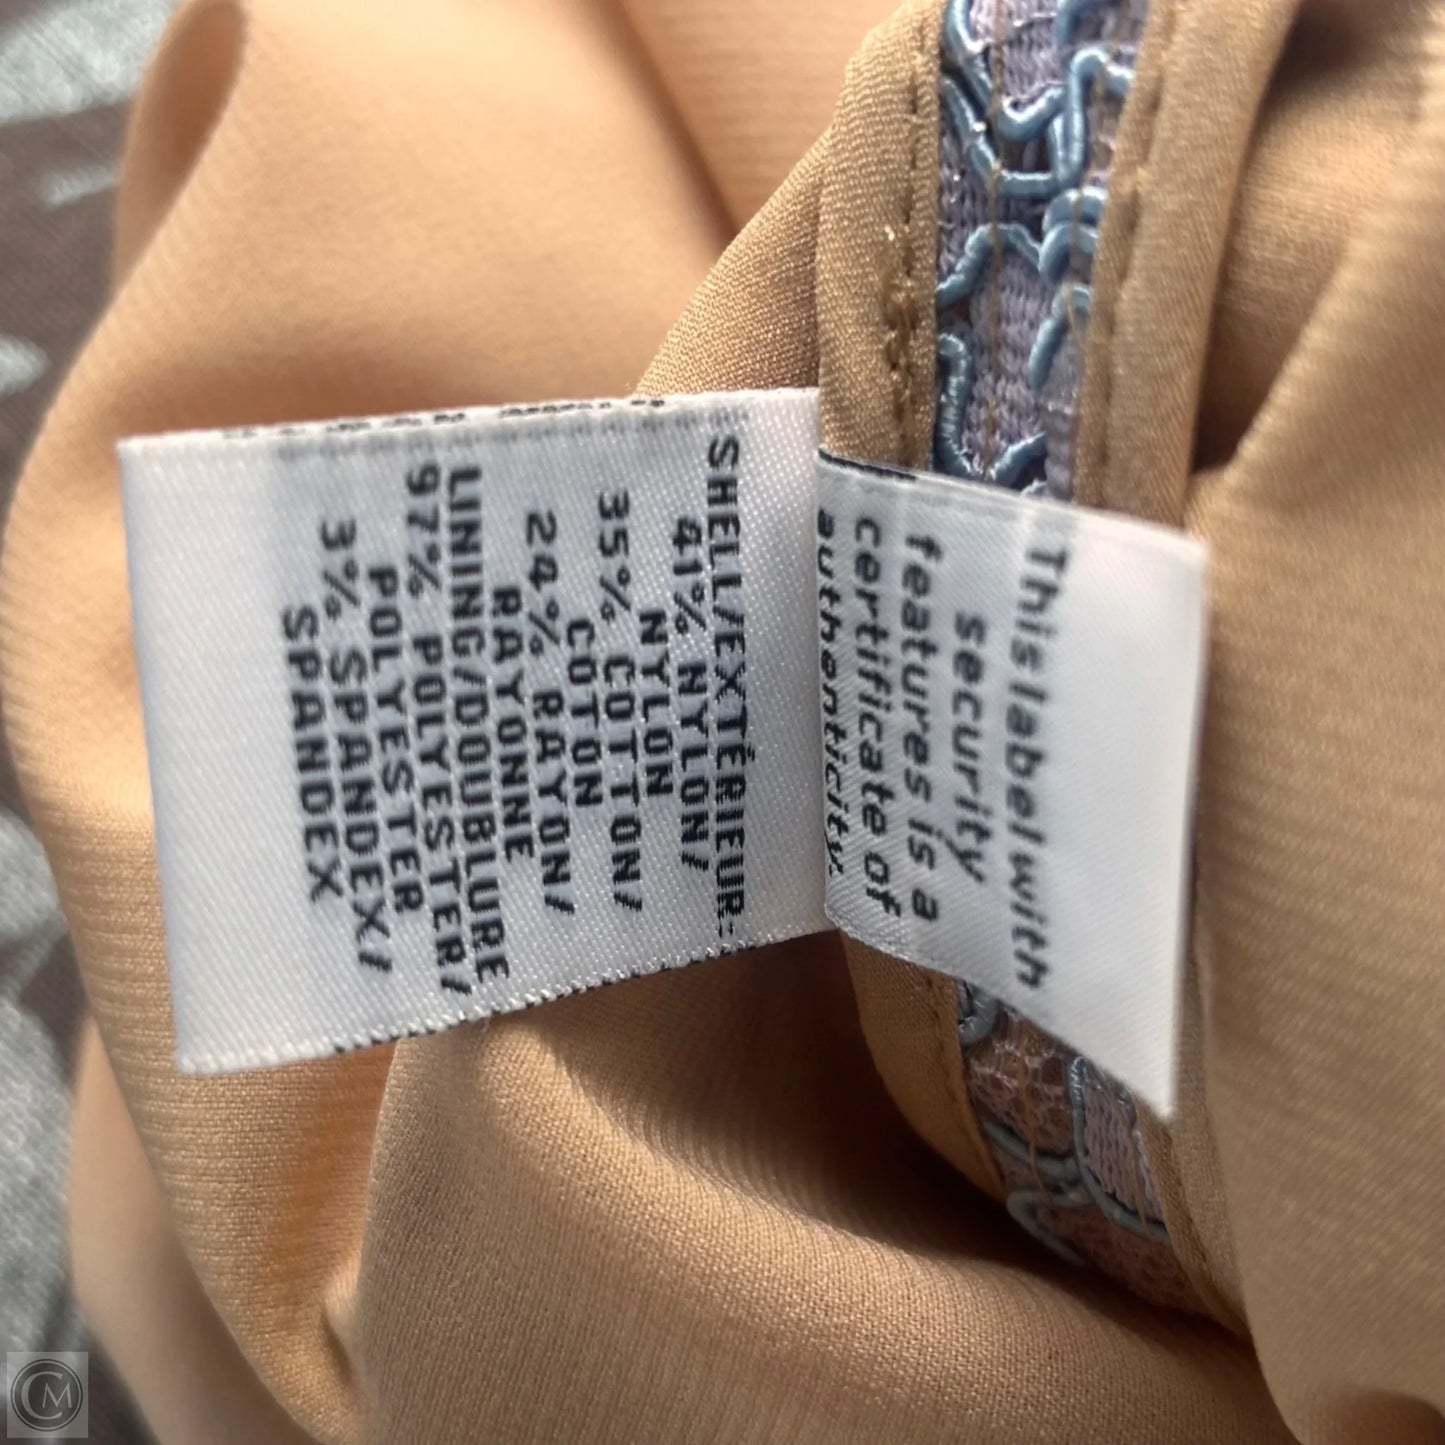 SHELL/EXTÉRIEUR:
41% NYLON/
NYLON
35% COTTON/
COTON
24% RAYON/
RAYONNE
LINING/DOUBLURE
97% POLYESTER/
POLYESTER
3% SPANDEX/
SPANDEX
This label with
security
features is a
certificate of
authenticity.
CM